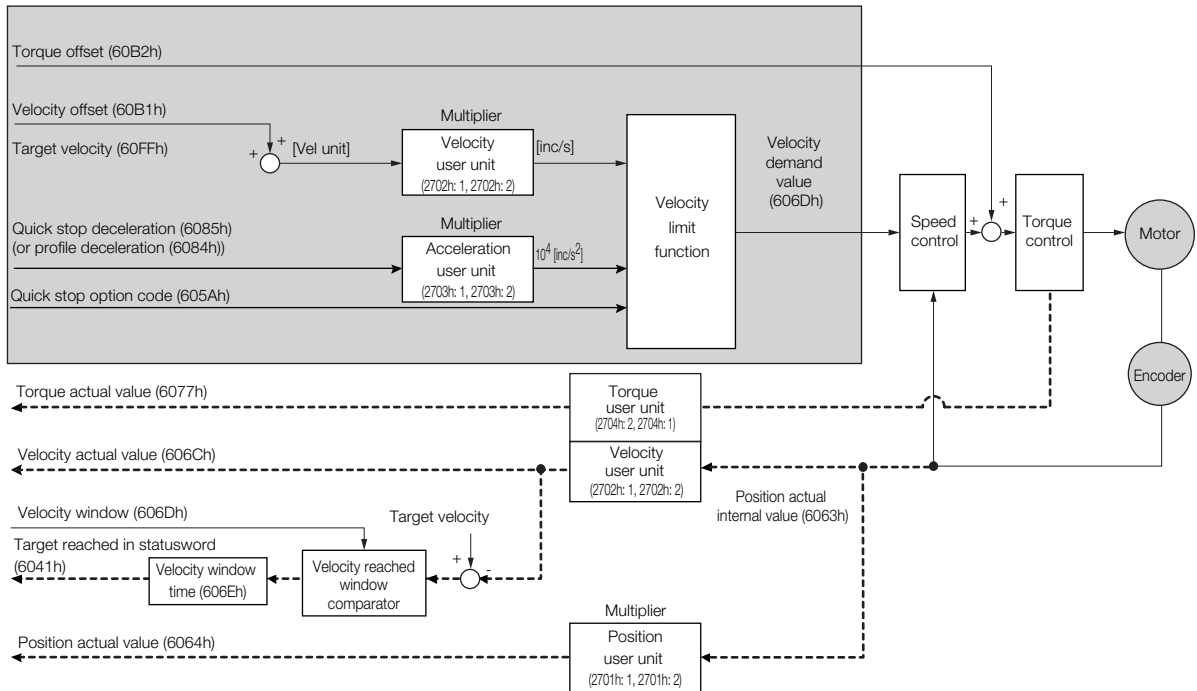 Torque offset (60B2h)
Velocity offset (60B1h)
Target velocity (60FFh)
+
+
[Vel unit]
Multiplier
Velocity
user unit
(2702h: 1, 2702h: 2)
[inc/s]
Quick stop deceleration (6085h)
(or profile deceleration (6084h))
Multiplier
Acceleration
user unit
(2703h: 1, 2703h: 2)
10⁴ [inc/s²]
Quick stop option code (605Ah)
Velocity
limit
function
Velocity
demand
value
(606Dh)
Speed
control
+
+
Torque
control
Motor
Encoder
Torque actual value (6077h)
Torque
user unit
(2704h: 2, 2704h: 1)
Velocity actual value (606Ch)
Velocity
user unit
(2702h: 1, 2702h: 2)
Position actual
internal value (6063h)
Velocity window (606Dh)
Target velocity
+
-
Target reached in statusword
(6041h)
Velocity window
time (606Eh)
Velocity reached
window
comparator
Position actual value (6064h)
Multiplier
Position
user unit
(2701h: 1, 2701h: 2)